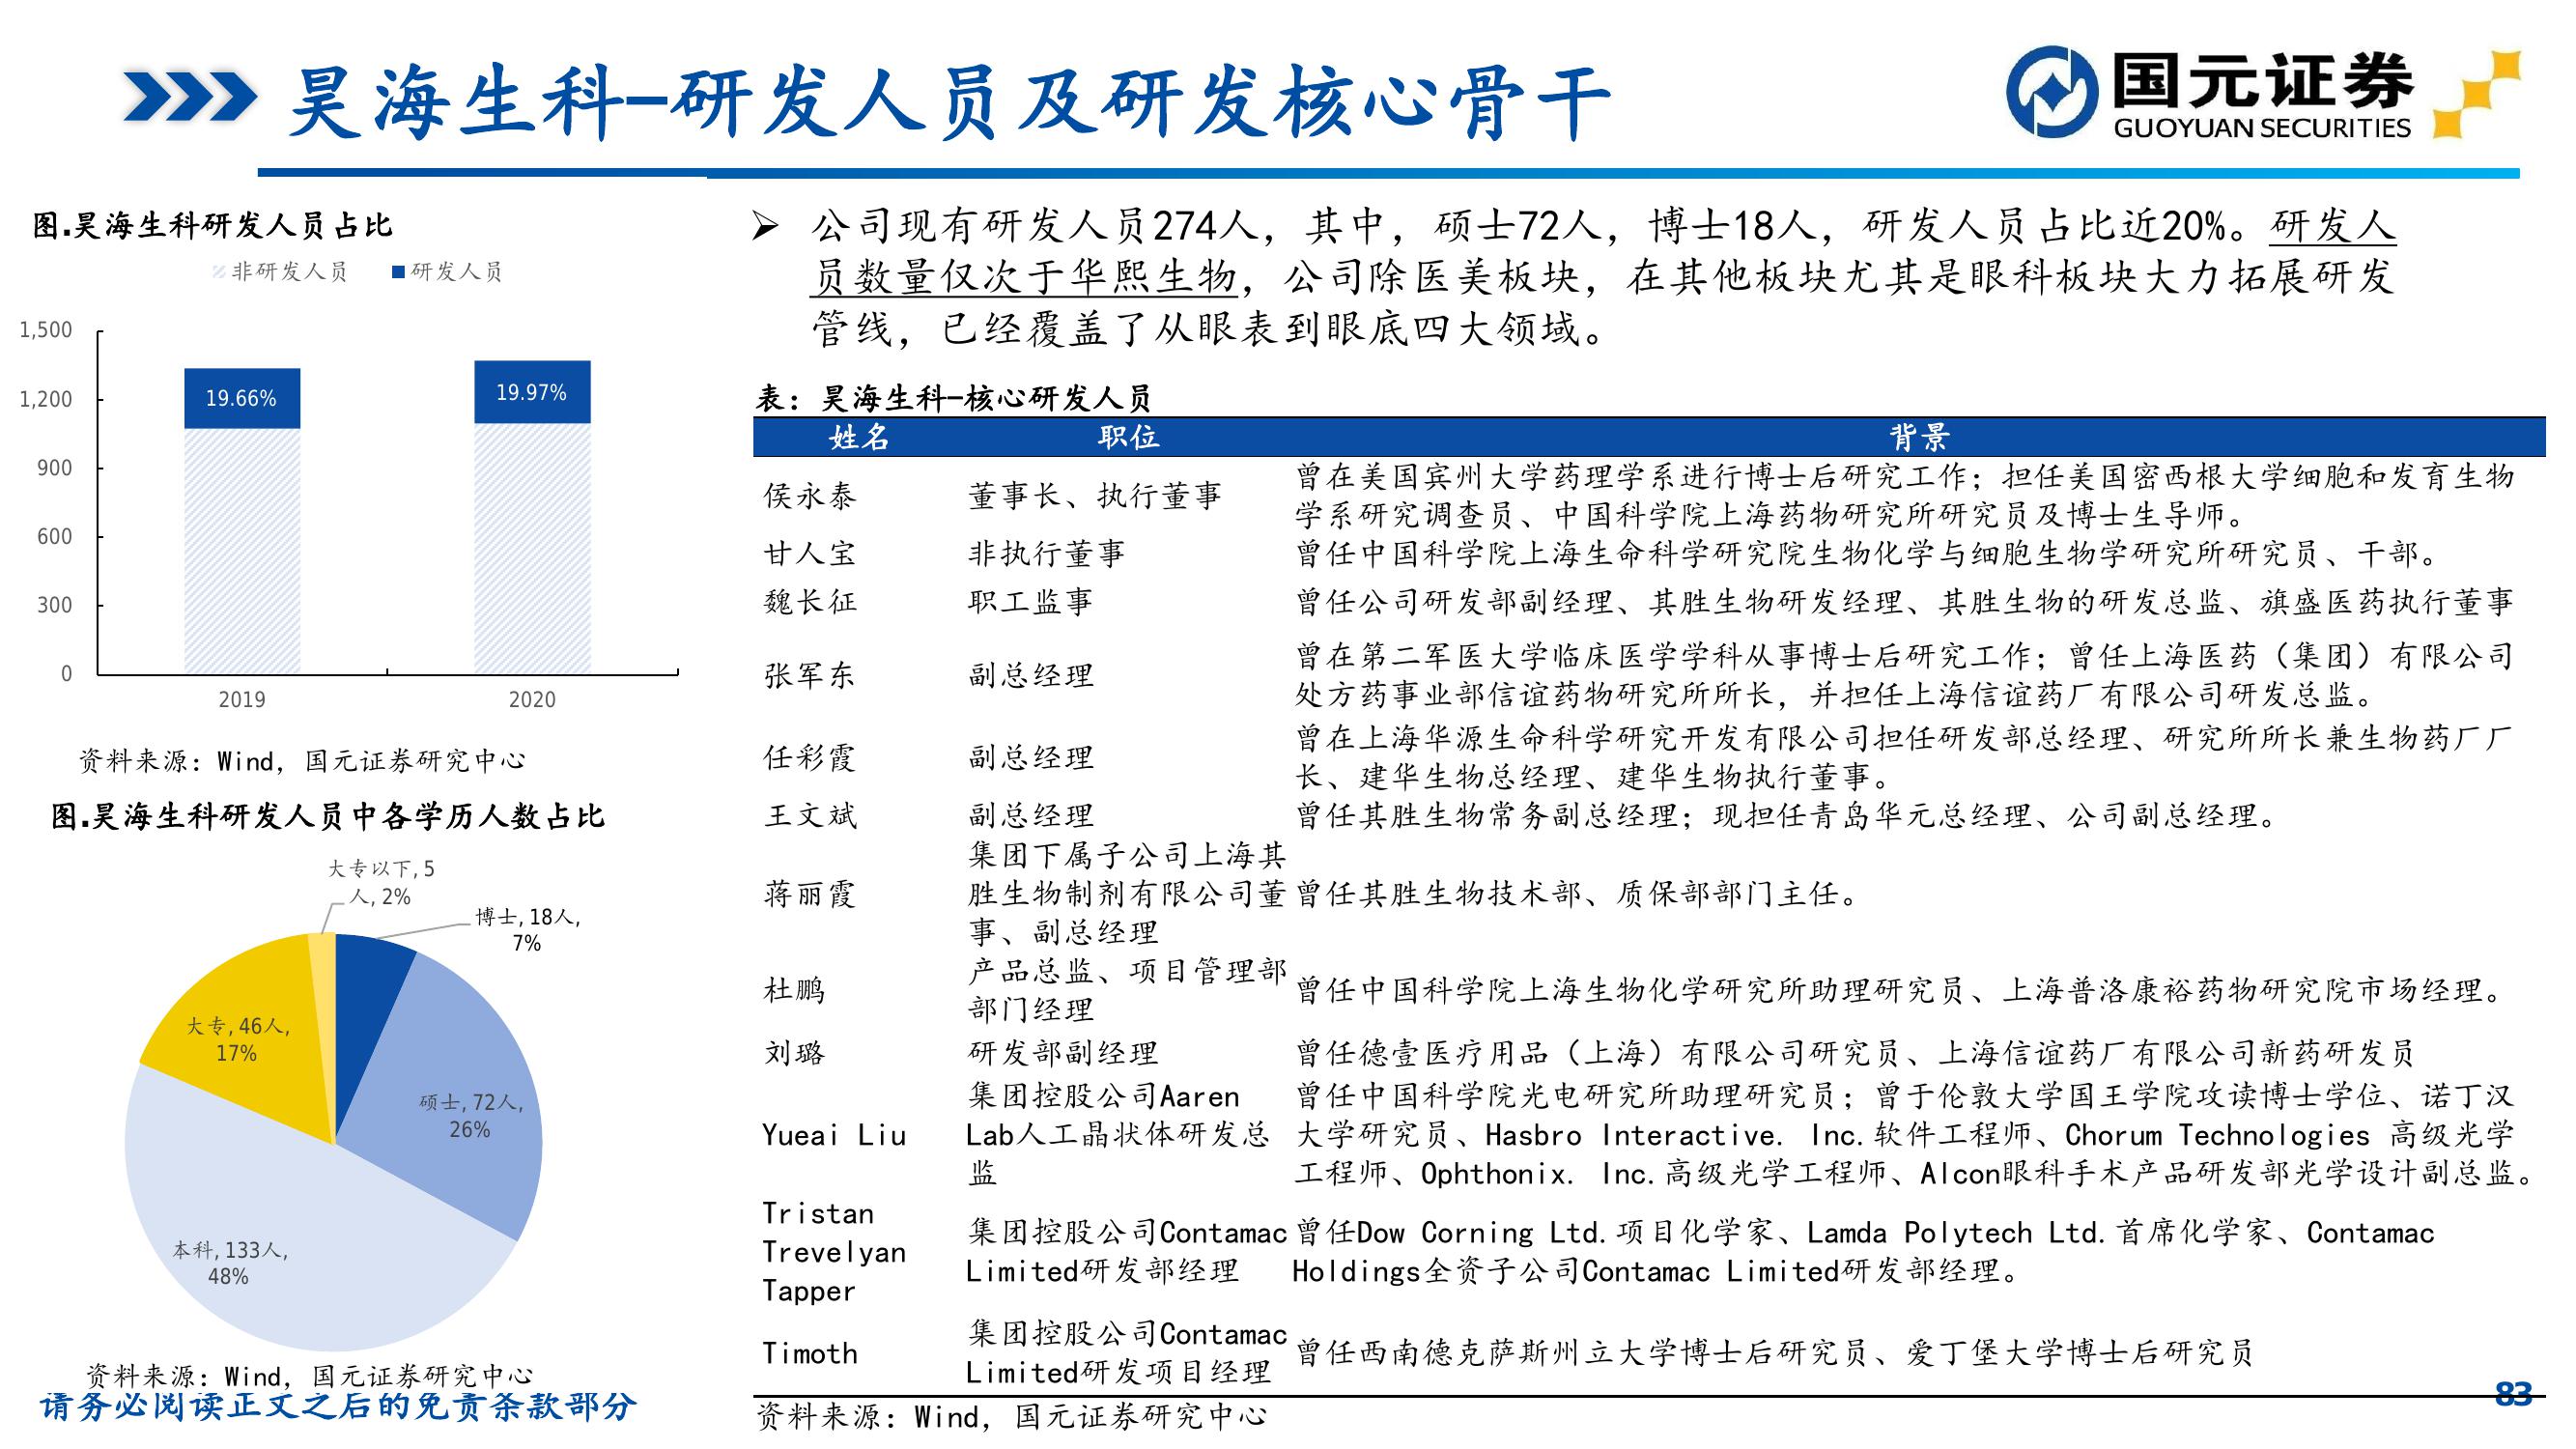 昊海生科-研发人员及研发核心骨干
国元证券
GUOYUAN SECURITIES
图.昊海生科研发人员占比
非研发人员 研发人员
1,500
1,200
900
600
300
0
19.66%
19.97%
2019 2020
资料来源：Wind，国元证券研究中心
图.昊海生科研发人员中各学历人数占比
大专以下, 5
人, 2%
博士, 18人,
7%
大专, 46人,
17%
硕士, 72人,
26%
本科, 133人,
48%
资料来源：Wind，国元证券研究中心
请务必阅读正文之后的免责条款部分
➢ 公司现有研发人员274人，其中，硕士72人，博士18人，研发人员占比近20%。研发人
员数量仅次于华熙生物，公司除医美板块，在其他板块尤其是眼科板块大力拓展研发
管线，已经覆盖了从眼表到眼底四大领域。
表：昊海生科-核心研发人员
姓名 职位 背景
侯永泰 董事长、执行董事 曾在美国宾州大学药理学系进行博士后研究工作；担任美国密西根大学细胞和发育生物
学系研究调查员、中国科学院上海药物研究所研究员及博士生导师。
甘人宝 非执行董事 曾任中国科学院上海生命科学研究院生物化学与细胞生物学研究所研究员、干部。
魏长征 职工监事 曾任公司研发部副经理、其胜生物研发经理、其胜生物的研发总监、旗盛医药执行董事
张军东 副总经理 曾在第二军医大学临床医学学科从事博士后研究工作；曾任上海医药（集团）有限公司
处方药事业部信谊药物研究所所长，并担任上海信谊药厂有限公司研发总监。
任彩霞 副总经理 曾在上海华源生命科学研究开发有限公司担任研发部总经理、研究所所长兼生物药厂厂
长、建华生物总经理、建华生物执行董事。
王文斌 副总经理 曾任其胜生物常务副总经理；现担任青岛华元总经理、公司副总经理。
集团下属子公司上海其
蒋丽霞 胜生物制剂有限公司董 曾任其胜生物技术部、质保部部门主任。
事、副总经理
产品总监、项目管理部
杜鹏 曾任中国科学院上海生物化学研究所助理研究员、上海普洛康裕药物研究院市场经理。
部门经理
刘璐 研发部副经理 曾任德壹医疗用品（上海）有限公司研究员、上海信谊药厂有限公司新药研发员
集团控股公司Aaren 曾任中国科学院光电研究所助理研究员；曾于伦敦大学国王学院攻读博士学位、诺丁汉
Yueai Liu Lab人工晶状体研发总 大学研究员、Hasbro Interactive. Inc.软件工程师、Chorum Technologies 高级光学
监 工程师、Ophthonix. Inc.高级光学工程师、Alcon眼科手术产品研发部光学设计副总监。
Tristan
Trevelyan
Tapper
集团控股公司Contamac 曾任Dow Corning Ltd.项目化学家、Lamda Polytech Ltd.首席化学家、Contamac
Limited研发部经理 Holdings全资子公司Contamac Limited研发部经理。
集团控股公司Contamac
Timoth 曾任西南德克萨斯州立大学博士后研究员、爱丁堡大学博士后研究员
Limited研发项目经理
资料来源：Wind，国元证券研究中心
83